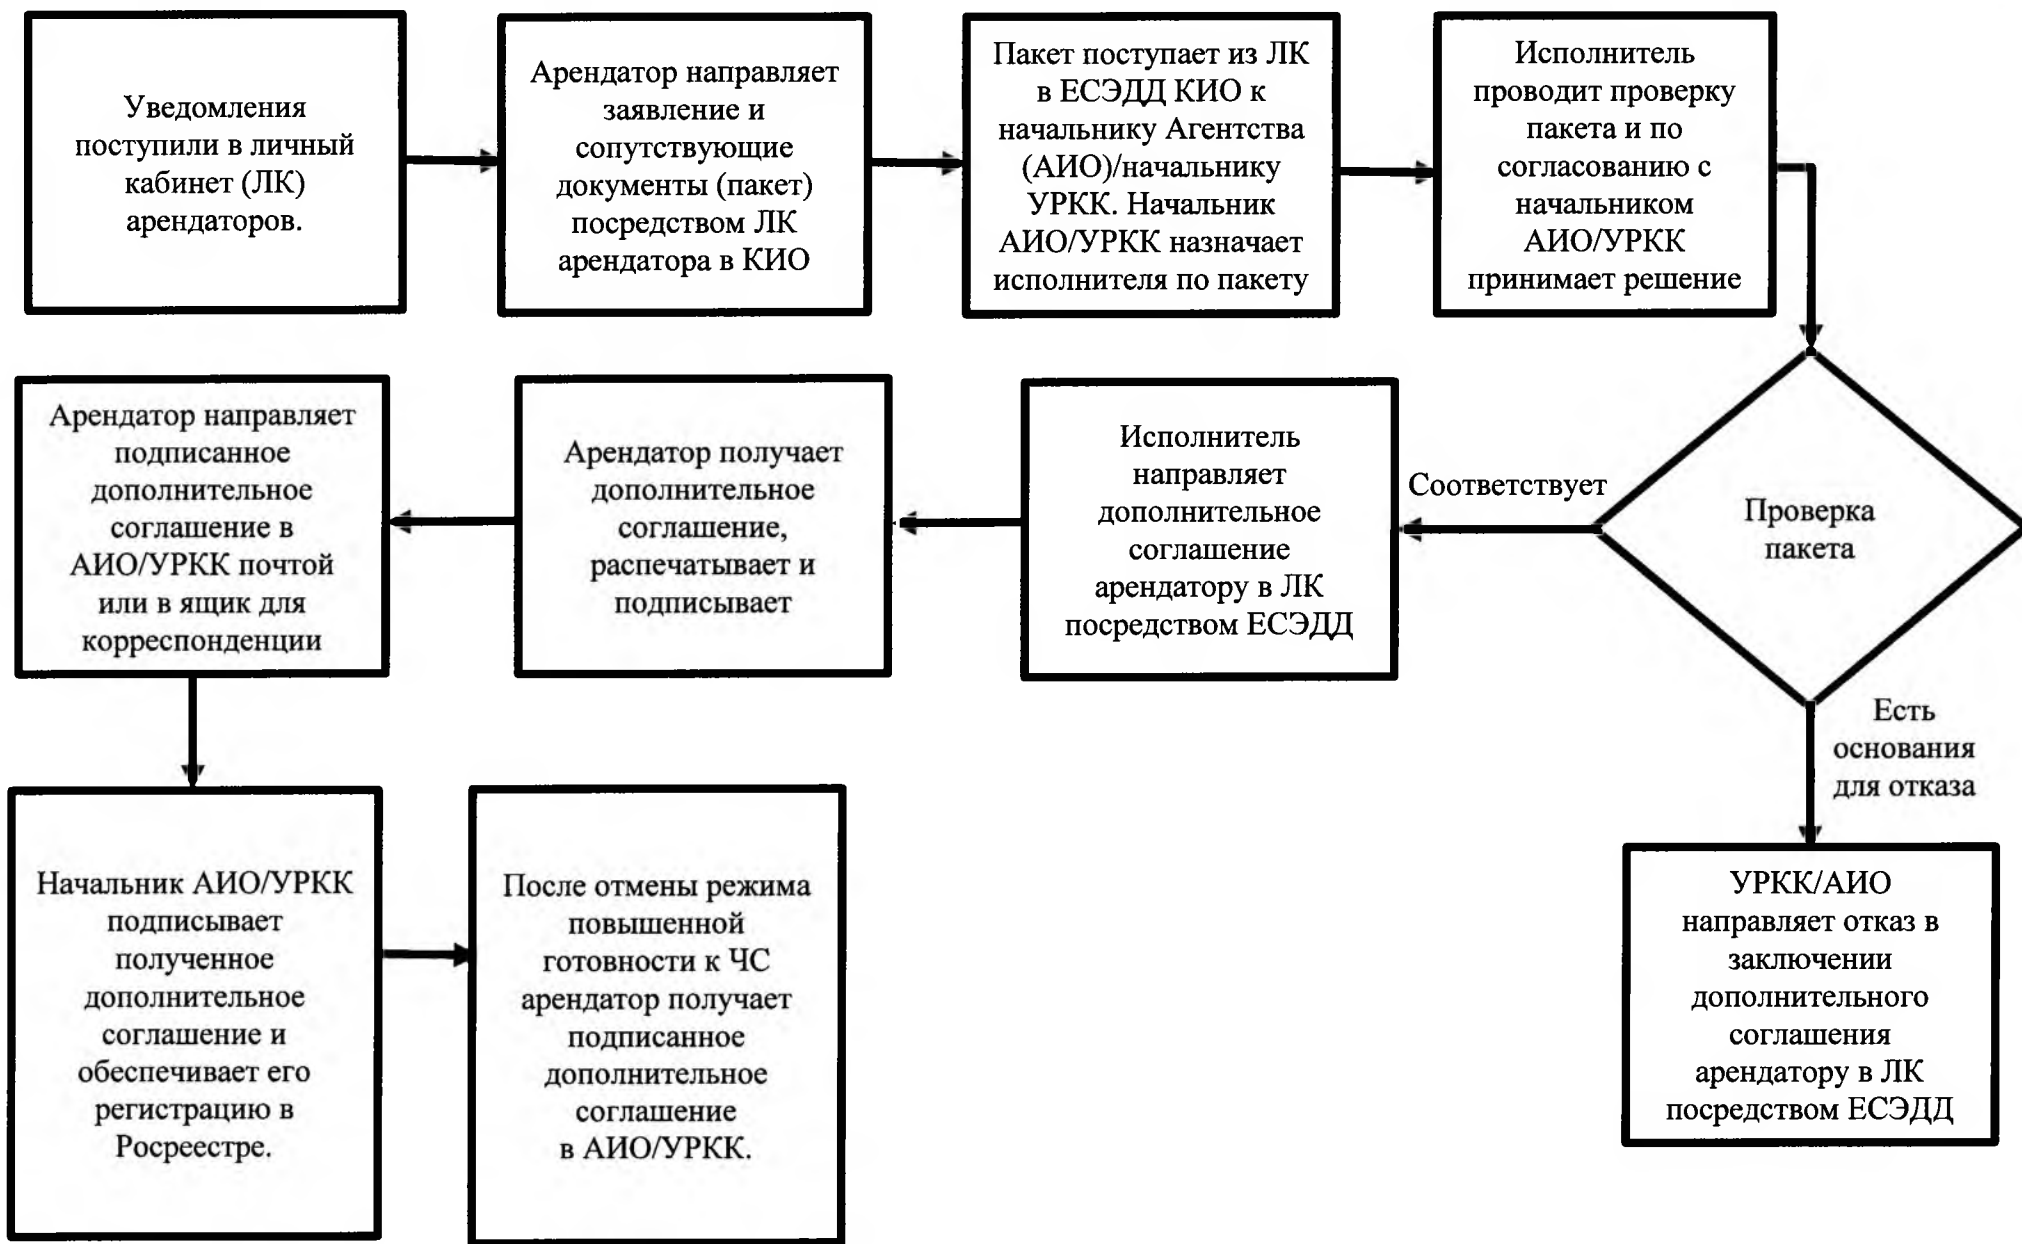 Уведомления
поступили в личный
кабинет (ЛК)
арендаторов.
Арендатор направляет
заявление и
сопутствующие
документы (пакет)
посредством ЛК
арендатора в КИО
Пакет поступает из ЛК
в ЕСЭДД КИО к
начальнику Агентства
(АИО)/начальнику
УРКК. Начальник
АИО/УРКК назначает
исполнителя по пакету
Исполнитель
проводит проверку
пакета и по
согласованию с
начальником
АИО/УРКК
принимает решение
Проверка
пакета
Соответствует
Исполнитель
направляет
дополнительное
соглашение
арендатору в ЛК
посредством ЕСЭДД
Арендатор получает
дополнительное
соглашение,
распечатывает и
подписывает
Арендатор направляет
подписанное
дополнительное
соглашение в
АИО/УРКК почтой
или в ящик для
корреспонденции
Есть
основания
для отказа
Начальник АИО/УРКК
подписывает
полученное
дополнительное
соглашение и
обеспечивает его
регистрацию в
Росреестре.
После отмены режима
повышенной
готовности к ЧС
арендатор получает
подписанное
дополнительное
соглашение
в АИО/УРКК.
УРКК/АИО
направляет отказ в
заключении
дополнительного
соглашения
арендатору в ЛК
посредством ЕСЭДД